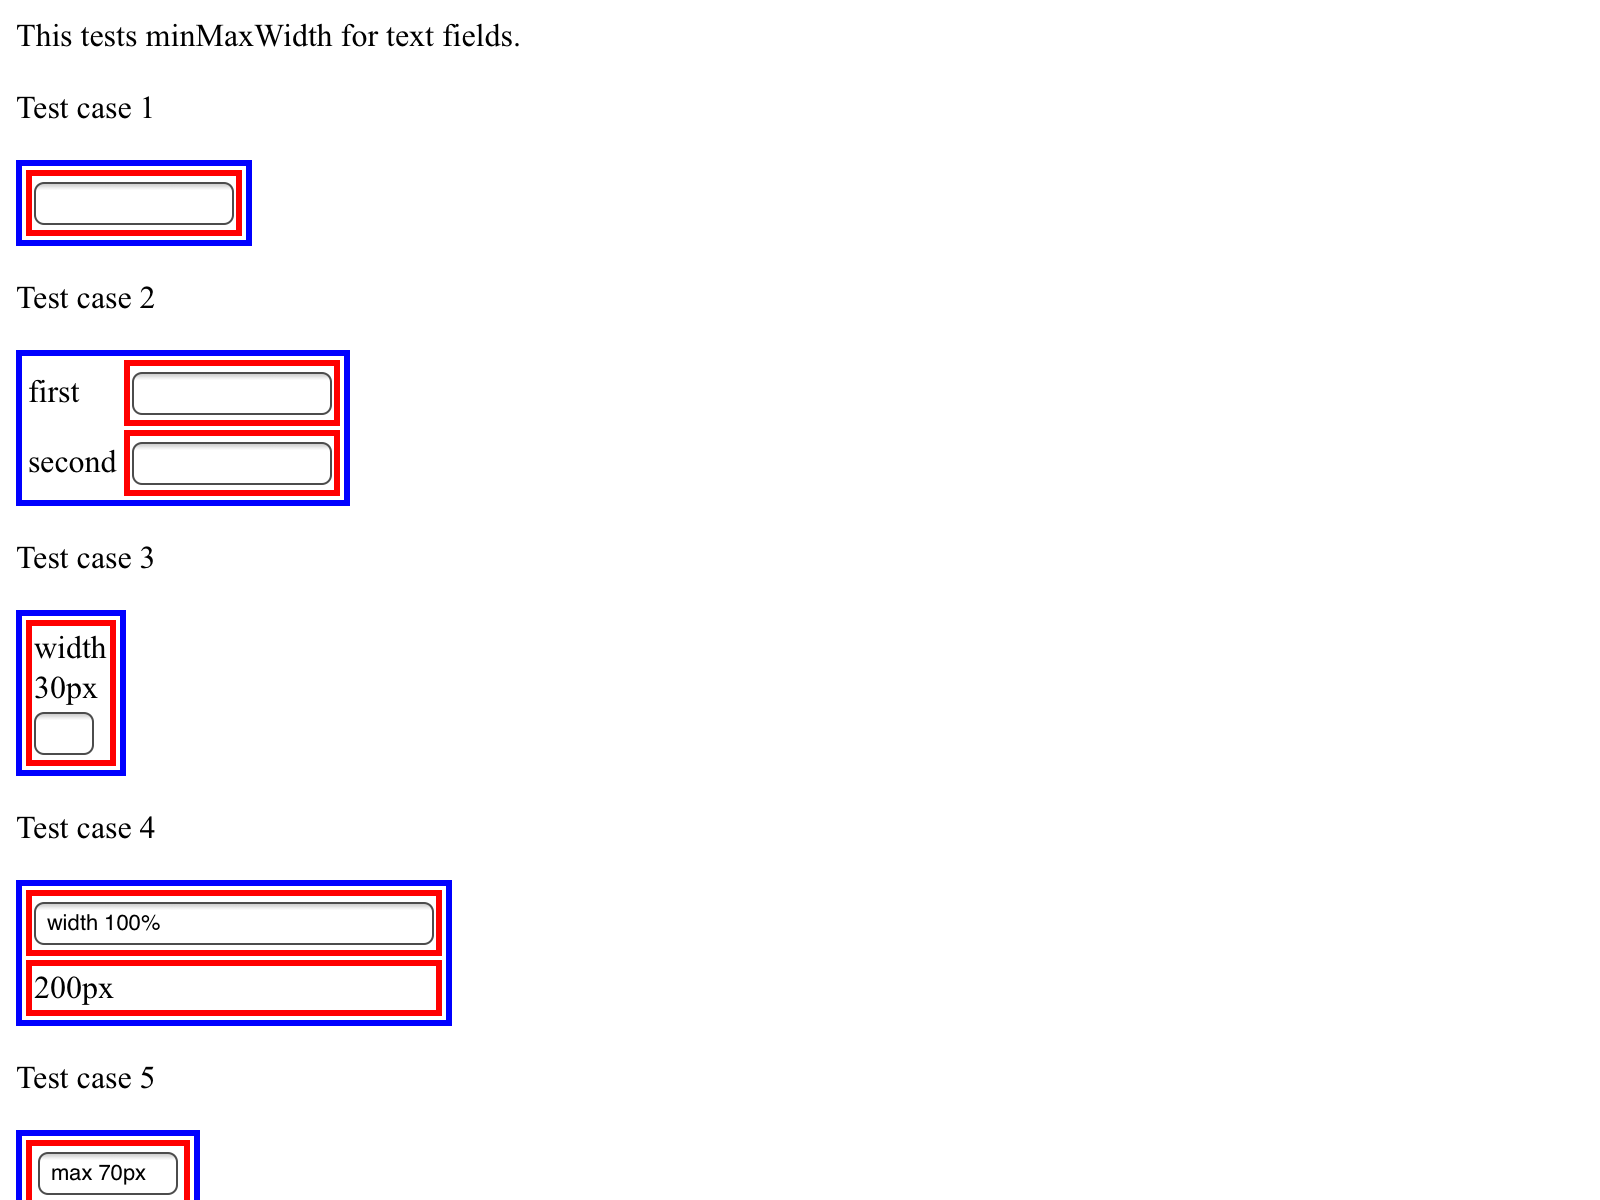 This tests minMaxWidth for text fields.
Test case 1
Test case 2
first
second
Test case 3
width
30px
Test case 4
width 100%
200px
Test case 5
max 70px